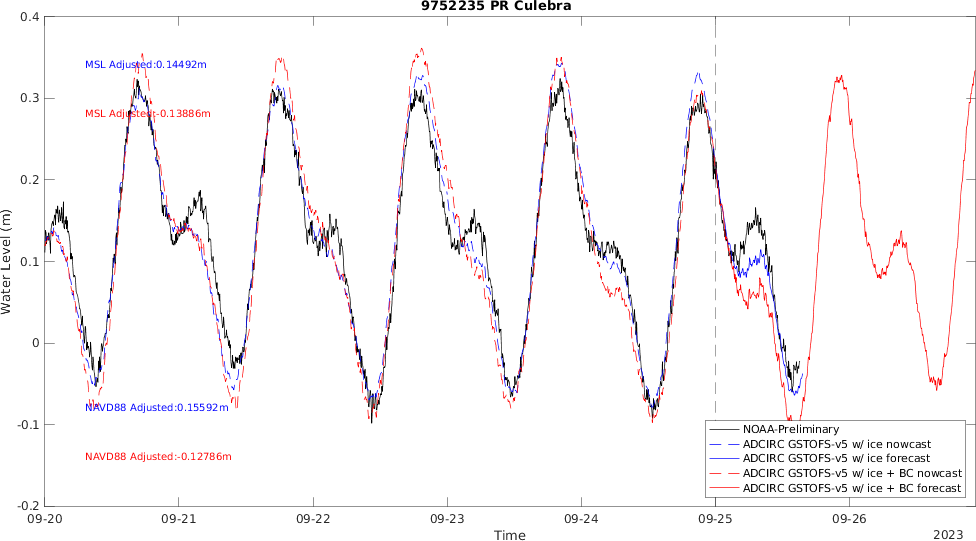 9752235 PR Culebra
0.4
0.3
0.2
0.1
0
-0.1
-0.2
Water Level (m)
MSL Adjusted:0.14492m
MSL Adjusted:-0.13886m
NAVD88 Adjusted:0.15592m
NAVD88 Adjusted:-0.12786m
NOAA-Preliminary
ADCIRC GSTOFS-v5 w/ ice nowcast
ADCIRC GSTOFS-v5 w/ ice forecast
ADCIRC GSTOFS-v5 w/ ice + BC nowcast
ADCIRC GSTOFS-v5 w/ ice + BC forecast
09-20 09-21 09-22 09-23 09-24 09-25 09-26
Time
2023